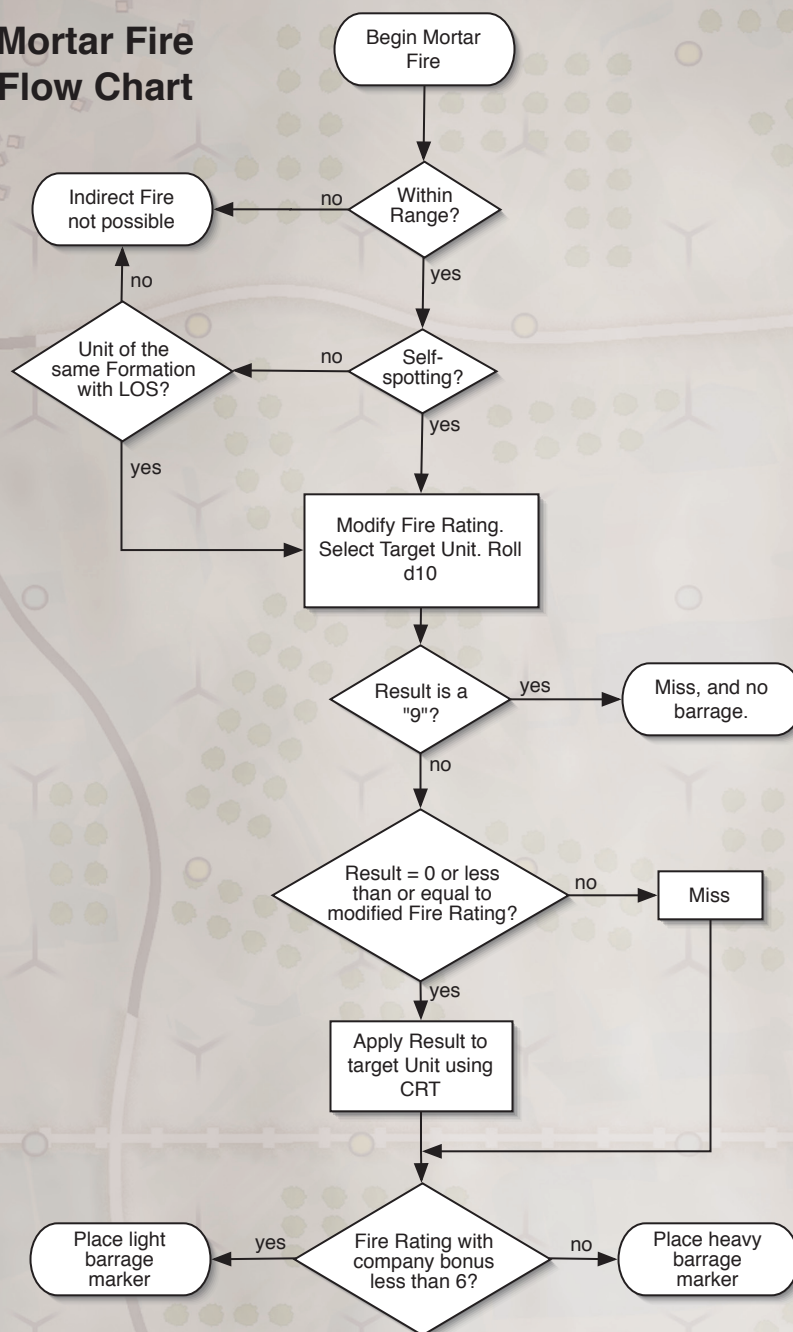 Mortar Fire
Flow Chart
Begin Mortar
Fire
Within
Range?
no
Indirect Fire
not possible
yes
Self-
spotting?
no
Unit of the
same Formation
with LOS?
no
yes
yes
Modify Fire Rating.
Select Target Unit. Roll
d10
Result is a
"9"?
yes
Miss, and no
barrage.
no
Result = 0 or less
than or equal to
modified Fire Rating?
no
Miss
yes
Apply Result to
target Unit using
CRT
Fire Rating with
company bonus
less than 6?
yes
Place light
barrage
marker
no
Place heavy
barrage
marker